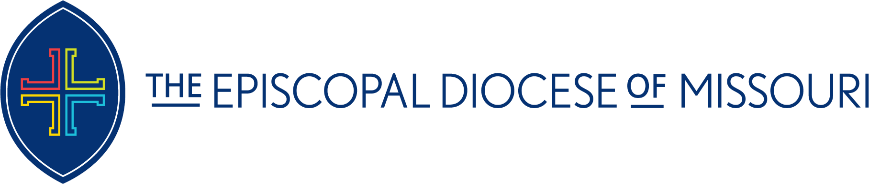 THE EPISCOPAL DIOCESE OF MISSOURI